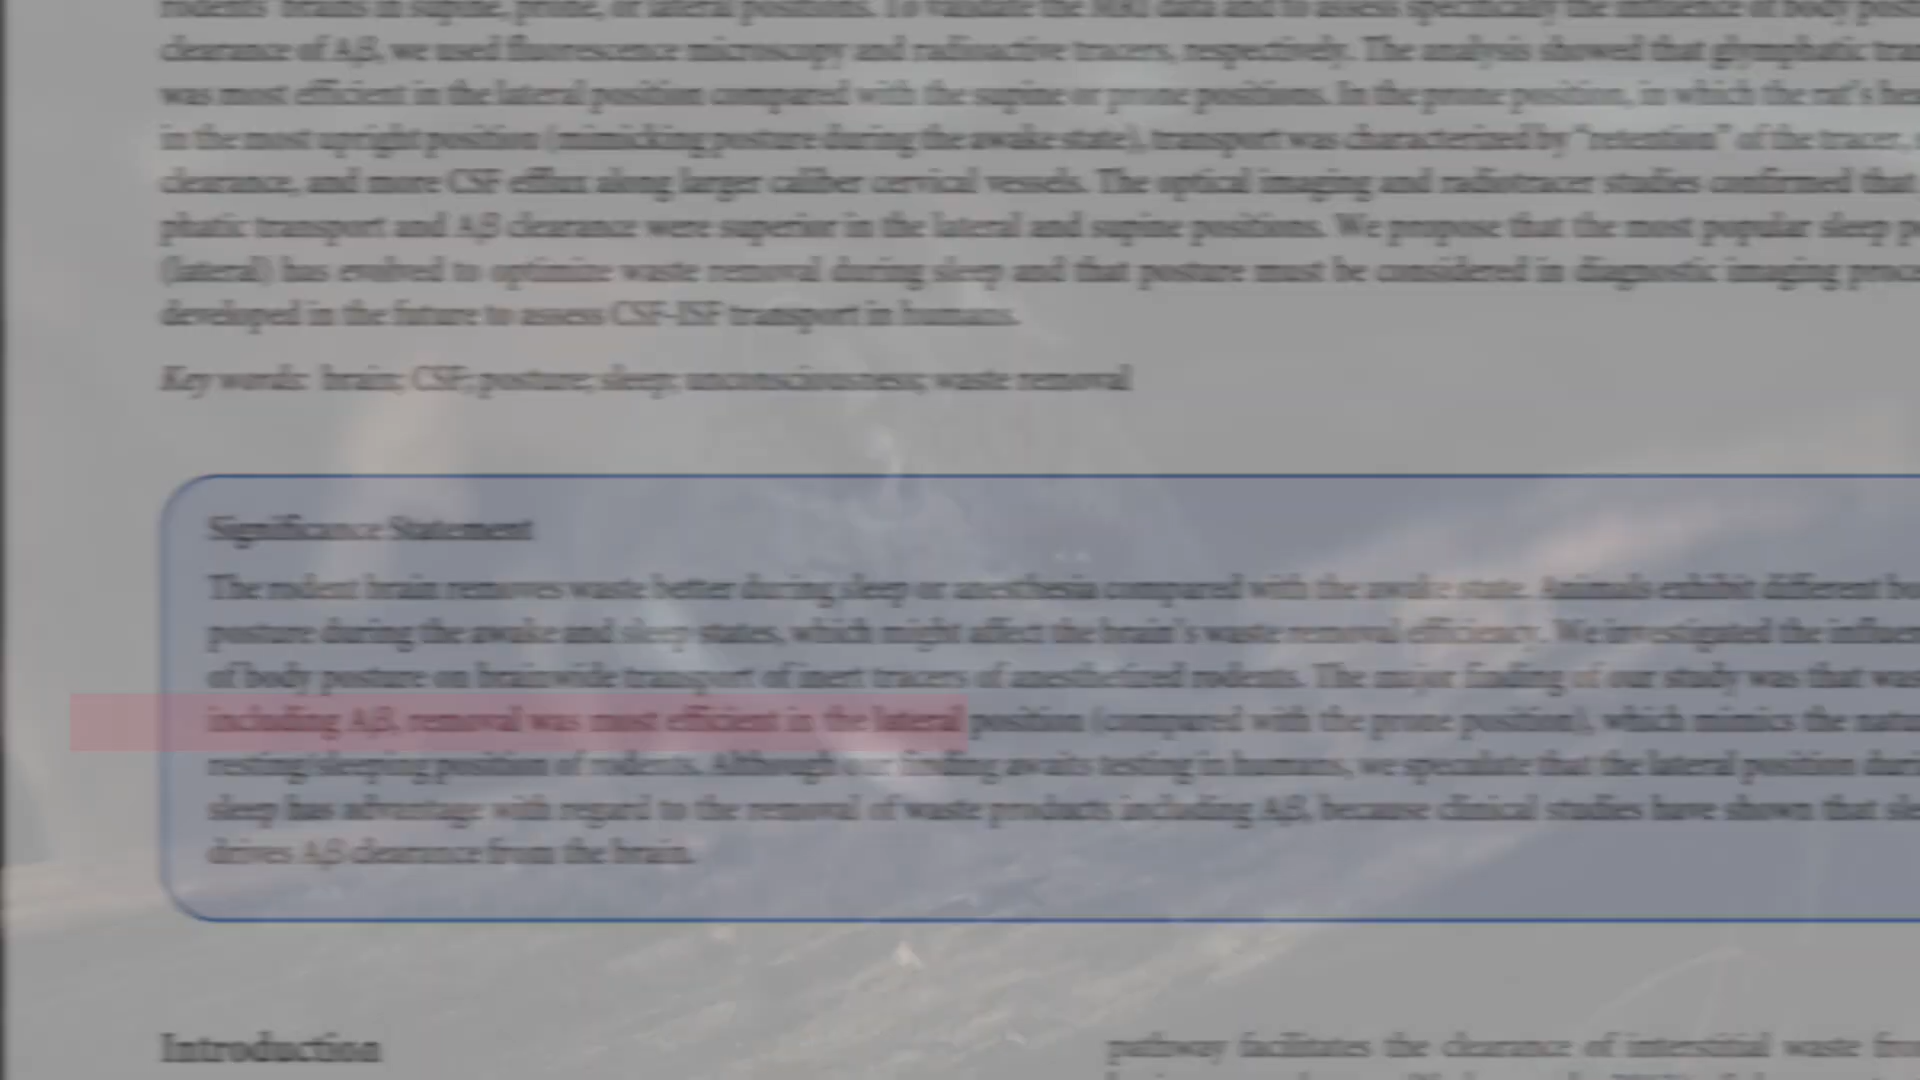 rodents' brains in supine, prone, or lateral positions. To validate the MRI data and to assess specifically the influence of body
clearance of Aβ, we used fluorescence microscopy and radioactive tracers, respectively. The analysis showed that glymphatic
was most efficient in the lateral position compared with the supine or prone positions. In the prone position, in which the rat's
in the most upright position (mimicking posture during the awake state), transport was characterized by "retention" of the tracer,
clearance, and more CSF efflux along larger caliber cervical vessels. The optical imaging and radiotracer studies confirmed that
phatic transport and Aβ clearance were superior in the lateral and supine positions. We propose that the most popular sleep
(lateral) has evolved to optimize waste removal during sleep and that posture must be considered in diagnostic imaging
developed in the future to assess CSF-ISF transport in humans.
Key words: brain; CSF; posture; sleep; unconsciousness; waste removal
Significance Statement
The rodent brain removes waste better during sleep or anesthesia compared with the awake state. Animals exhibit different
posture during the awake and sleep states, which might affect the brain's waste removal efficiency. We investigated the
of body posture on brainwide transport of inert tracers of anesthetized rodents. The major finding of our study was that
including Aβ, removal was most efficient in the lateral position (compared with the prone position), which mimics the
resting/sleeping position of rodents. Although our finding awaits testing in humans, we speculate that the lateral position
sleep has advantage with regard to the removal of waste products including Aβ, because clinical studies have shown that
drives Aβ clearance from the brain.
Introduction
pathway facilitates the clearance of interstitial waste